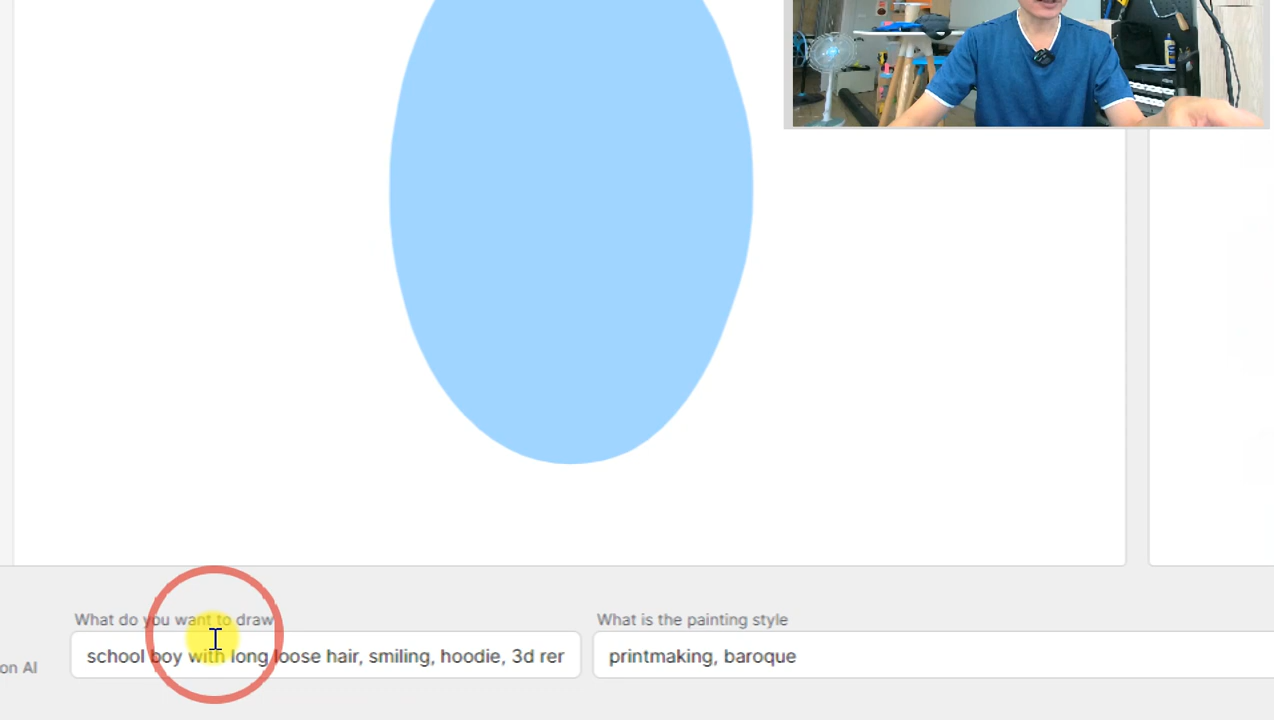 What do you want to draw
What is the painting style
school boy with long loose hair, smiling, hoodie, 3d rer
printmaking, baroque
on AI